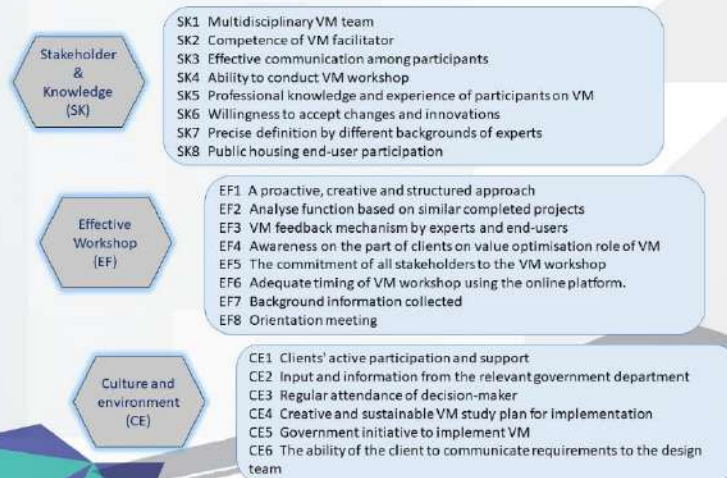 Stakeholder
&
Knowledge
(SK)
SK1 Multidisciplinary VM team
SK2 Competence of VM facilitator
SK3 Effective communication among participants
SK4 Ability to conduct VM workshop
SK5 Professional knowledge and experience of participants on VM
SK6 Willingness to accept changes and innovations
SK7 Precise definition by different backgrounds of experts
SK8 Public housing end-user participation
Effective
Workshop
(EF)
EF1 A proactive, creative and structured approach
EF2 Analyse function based on similar completed projects
EF3 VM feedback mechanism by experts and end-users
EF4 Awareness on the part of clients on value optimisation role of VM
EF5 The commitment of all stakeholders to the VM workshop
EF6 Adequate timing of VM workshop using the online platform.
EF7 Background information collected
EF8 Orientation meeting
Culture and
environment
(CE)
CE1 Clients' active participation and support
CE2 Input and information from the relevant government department
CE3 Regular attendance of decision-maker
CE4 Creative and sustainable VM study plan for implementation
CE5 Government initiative to implement VM
CE6 The ability of the client to communicate requirements to the design
team